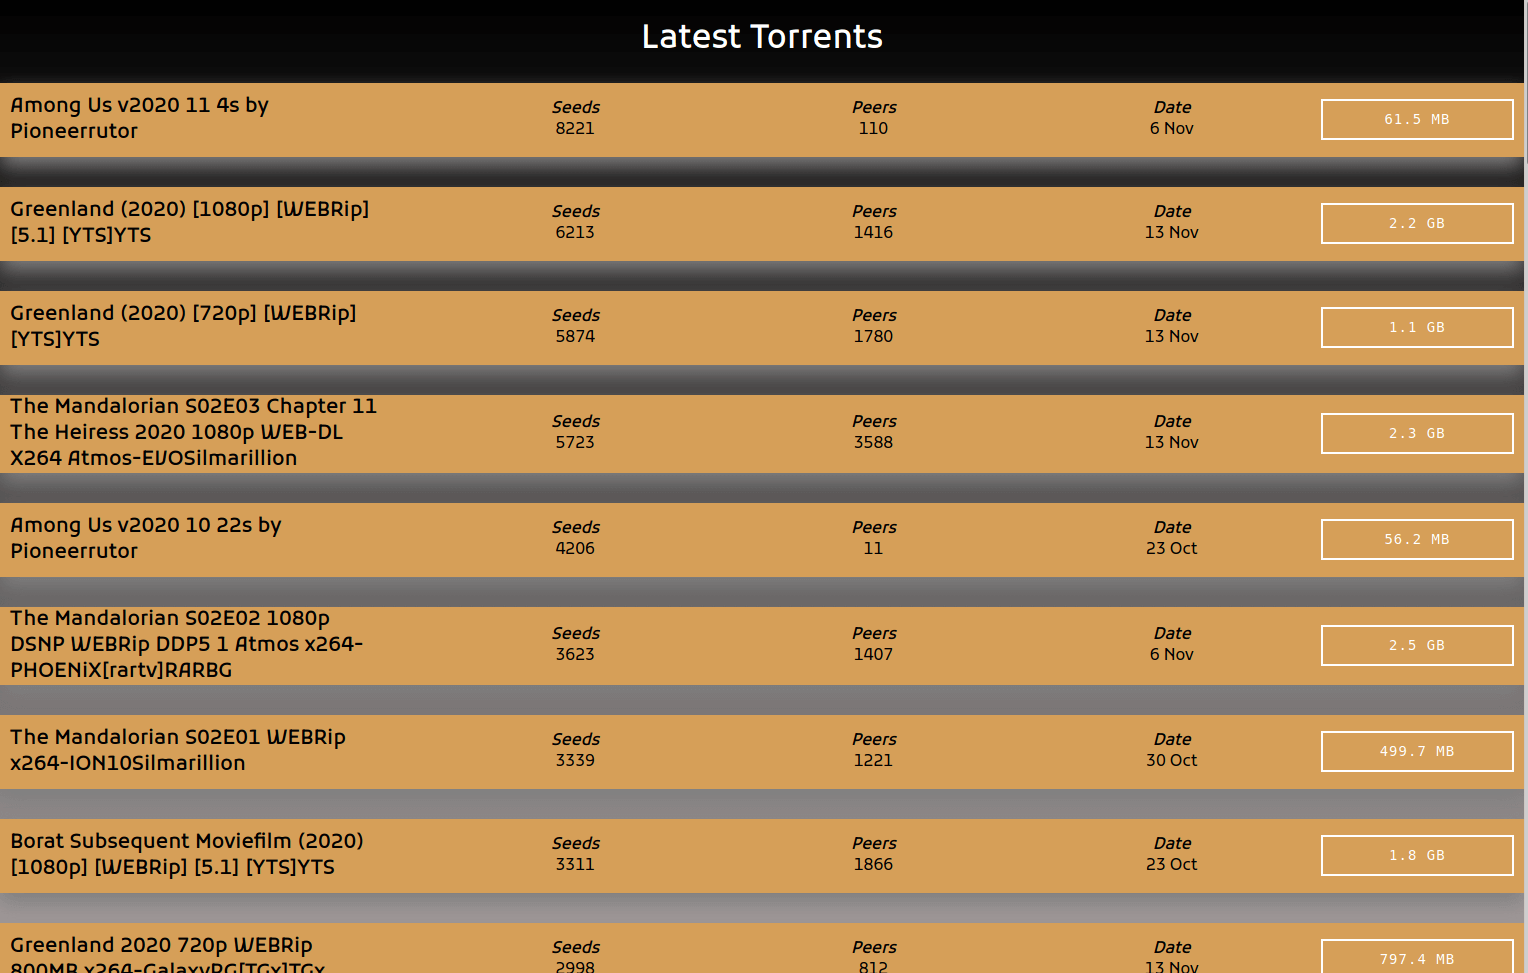 Latest Torrents
Among Us v2020 11 4s by
Pioneerrutor
Seeds
8221
Peers
110
Date
6 Nov
61.5 MB
Greenland (2020) [1080p] [WEBRip]
[5.1] [YTS]YTS
Seeds
6213
Peers
1416
Date
13 Nov
2.2 GB
Greenland (2020) [720p] [WEBRip]
[YTS]YTS
Seeds
5874
Peers
1780
Date
13 Nov
1.1 GB
The Mandalorian S02E03 Chapter 11
The Heiress 2020 1080p WEB-DL
X264 Atmos-EVOSilmarillion
Seeds
5723
Peers
3588
Date
13 Nov
2.3 GB
Among Us v2020 10 22s by
Pioneerrutor
Seeds
4206
Peers
11
Date
23 Oct
56.2 MB
The Mandalorian S02E02 1080p
DSNP WEBRip DDP5 1 Atmos x264-
PHOENiX[rartv]RARBG
Seeds
3623
Peers
1407
Date
6 Nov
2.5 GB
The Mandalorian S02E01 WEBRip
x264-ION10Silmarillion
Seeds
3339
Peers
1221
Date
30 Oct
499.7 MB
Borat Subsequent Moviefilm (2020)
[1080p] [WEBRip] [5.1] [YTS]YTS
Seeds
3311
Peers
1866
Date
23 Oct
1.8 GB
Greenland 2020 720p WEBRip
800MB x264-GalaxyRG[TGx]TGx
Seeds
2998
Peers
812
Date
13 Nov
797.4 MB